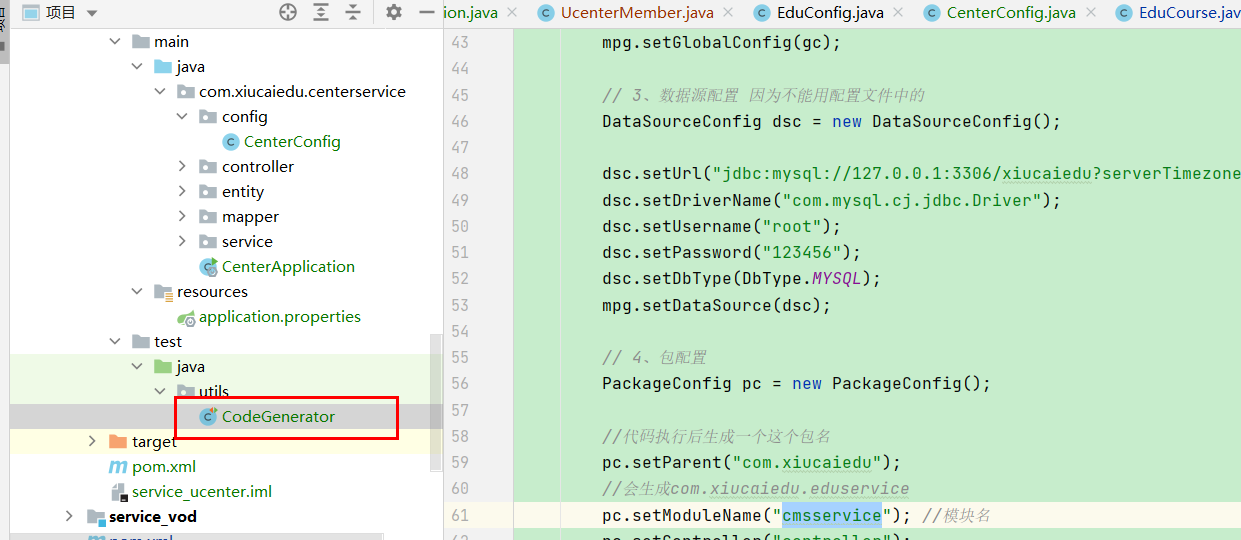 项目
ion.java
UcenterMember.java
EduConfig.java
CenterConfig.java
EduCourse.jav
main
java
com.xiucaiedu.centerservice
config
CenterConfig
controller
entity
mapper
service
CenterApplication
resources
application.properties
test
java
utils
CodeGenerator
target
pom.xml
service_ucenter.iml
service_vod
43 mpg.setGlobalConfig(gc);
44
45 // 3、数据源配置 因为不能用配置文件中的
46 DataSourceConfig dsc = new DataSourceConfig();
47
48 dsc.setUrl("jdbc:mysql://127.0.0.1:3306/xiucaiedu?serverTimezone
49 dsc.setDriverName("com.mysql.cj.jdbc.Driver");
50 dsc.setUsername("root");
51 dsc.setPassword("123456");
52 dsc.setDbType(DbType.MYSQL);
53 mpg.setDataSource(dsc);
54
55 // 4、包配置
56 PackageConfig pc = new PackageConfig();
57
58 //代码执行后生成一个这个包名
59 pc.setParent("com.xiucaiedu");
60 //会生成com.xiucaiedu.eduservice
61 pc.setModuleName("cmsservice"); //模块名